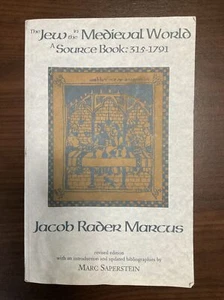 The Jew in the Medieval World
A Source Book: 315-1791
Jacob Rader Marcus
revised edition
with an introduction and updated bibliographies by
Marc Saperstein